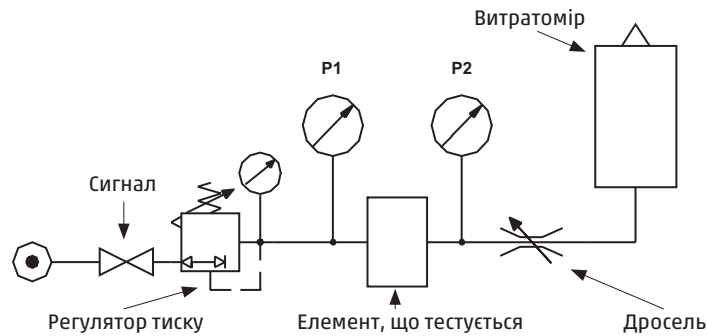 Витратомір
P1
P2
Сигнал
Регулятор тиску
Елемент, що тестується
Дросель